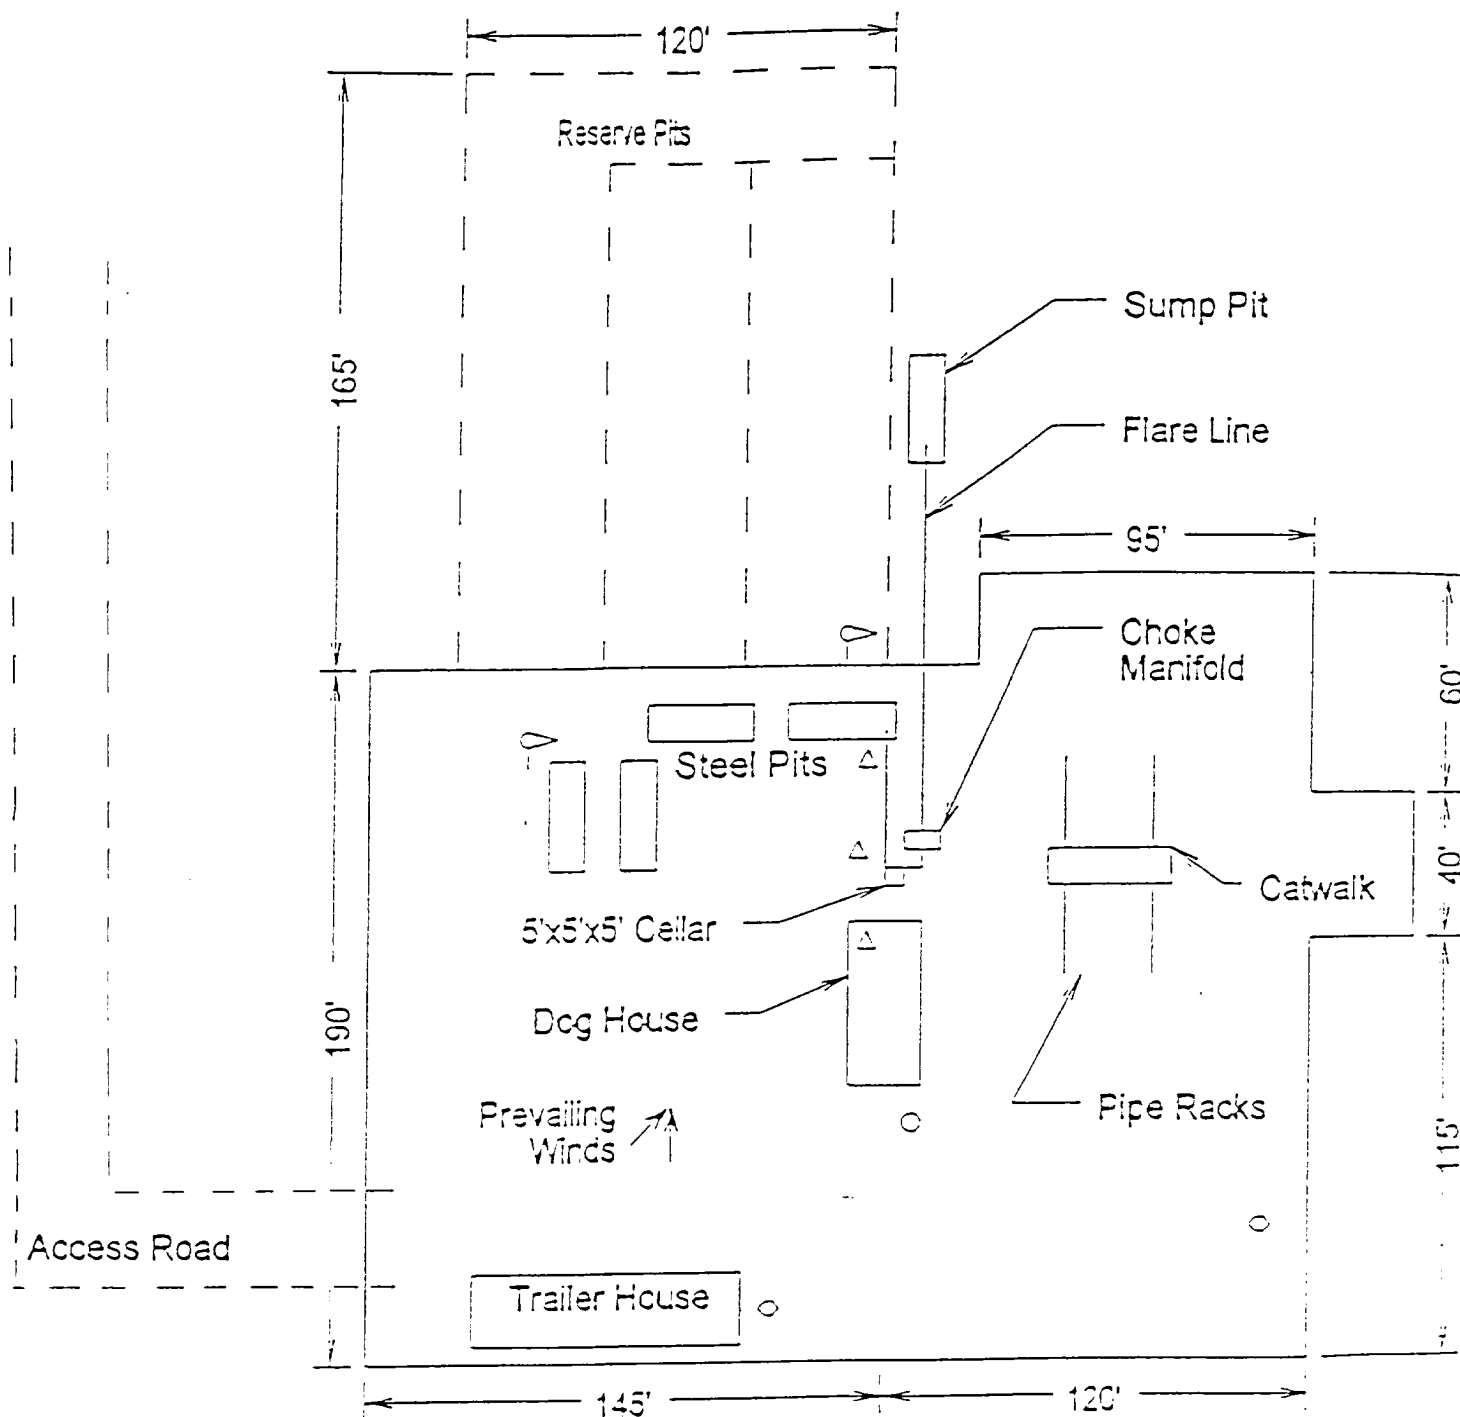 120'
Reserve Pits
Sump Pit
165'
Flare Line
95'
Choke
Manifold
60'
Steel Pits
40'
Catwalk
5'x5'x5' Cellar
190'
Dog House
Prevailing
Winds
Pipe Racks
115'
Access Road
Trailer House
145'
120'